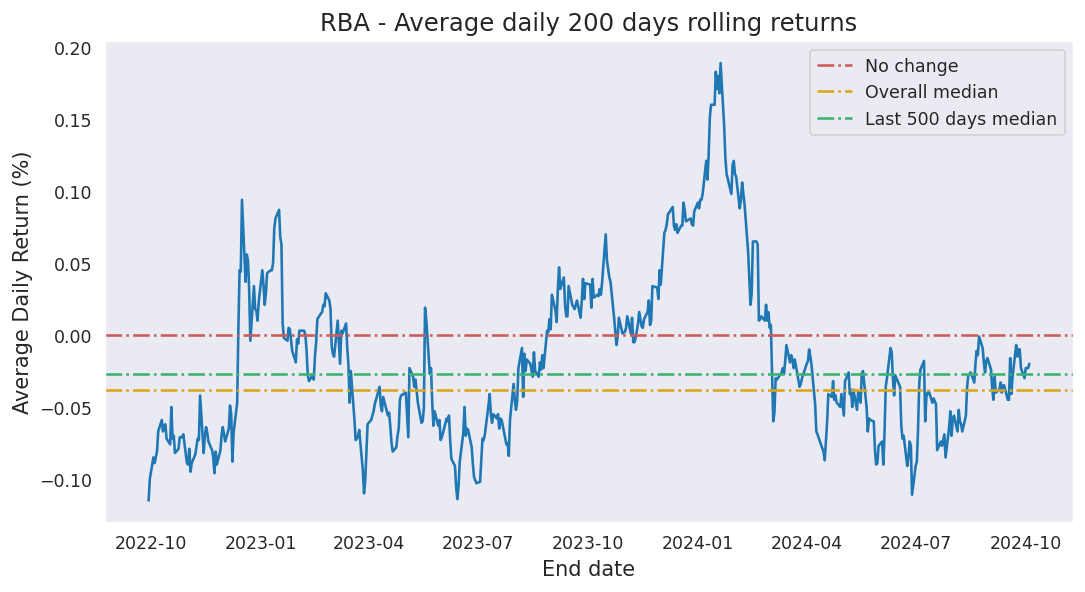 RBA - Average daily 200 days rolling returns
No change
Overall median
Last 500 days median
Average Daily Return (%)
0.20
0.15
0.10
0.05
0.00
−0.05
−0.10
2022-10 2023-01 2023-04 2023-07 2023-10 2024-01 2024-04 2024-07 2024-10
End date